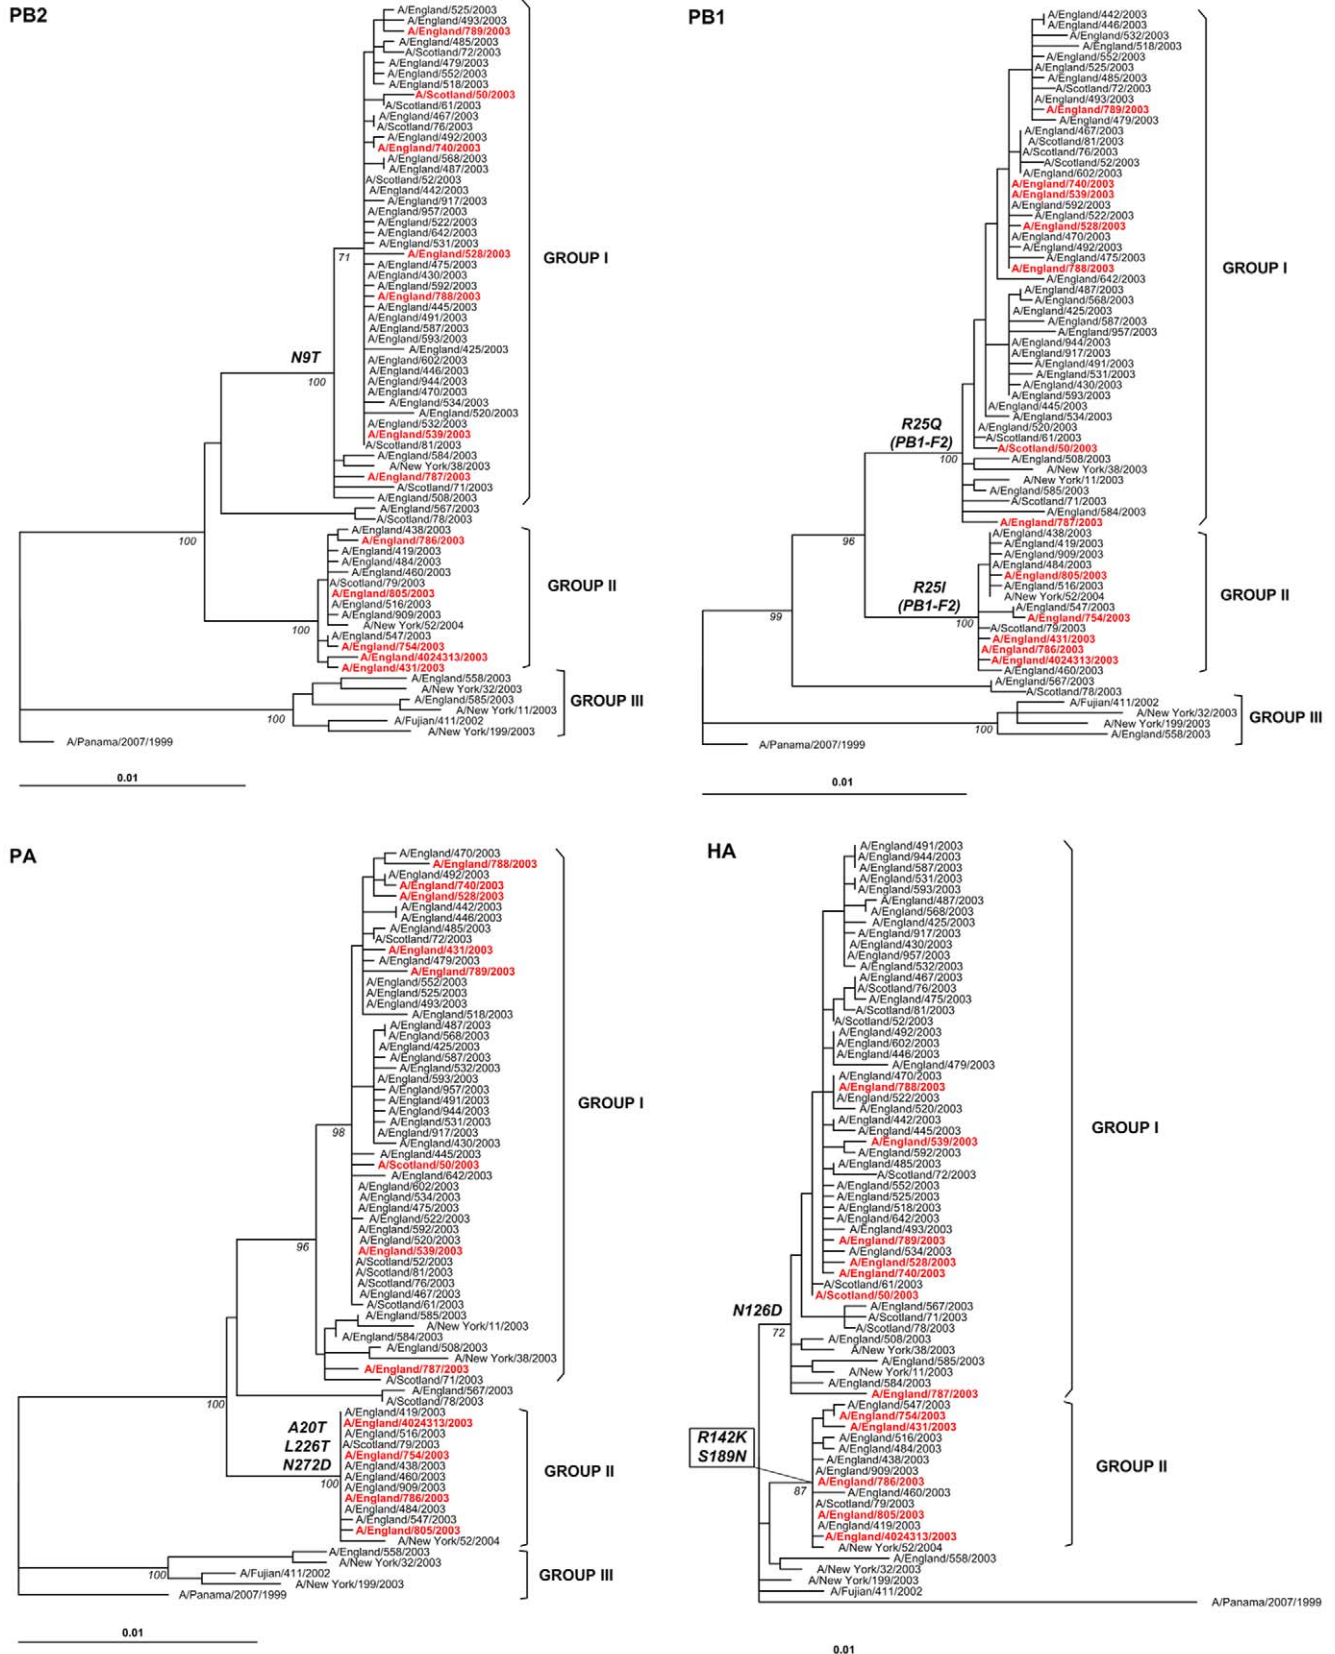 PB2
A/England/525/2003
A/England/493/2003
A/England/789/2003
A/England/485/2003
A/Scotland/72/2003
A/England/479/2003
A/England/552/2003
A/England/518/2003
A/Scotland/50/2003
A/Scotland/61/2003
A/England/467/2003
A/Scotland/76/2003
A/England/492/2003
A/England/740/2003
A/England/568/2003
A/England/487/2003
A/Scotland/52/2003
A/England/442/2003
A/England/917/2003
A/England/957/2003
A/England/522/2003
A/England/642/2003
A/England/531/2003
A/England/528/2003
71
GROUP I
A/England/475/2003
A/England/430/2003
A/England/592/2003
A/England/788/2003
A/England/445/2003
A/England/491/2003
A/England/587/2003
A/England/593/2003
A/England/425/2003
N9T
A/England/602/2003
A/England/446/2003
A/England/944/2003
100
A/England/470/2003
A/England/534/2003
A/England/520/2003
A/England/532/2003
A/England/539/2003
A/Scotland/81/2003
A/England/584/2003
A/New York/38/2003
A/England/787/2003
A/Scotland/71/2003
A/England/508/2003
A/England/567/2003
A/Scotland/78/2003
A/England/438/2003
100
A/England/786/2003
A/England/419/2003
A/England/484/2003
A/England/460/2003
A/Scotland/79/2003
GROUP II
A/England/805/2003
A/England/516/2003
A/England/909/2003
A/New York/52/2004
100
A/England/547/2003
A/England/754/2003
A/England/4024313/2003
A/England/431/2003
A/England/558/2003
A/New York/32/2003
A/England/585/2003
GROUP III
A/New York/11/2003
100
A/Fujian/411/2002
A/New York/199/2003
A/Panama/2007/1999
0.01
PB1
A/England/442/2003
A/England/446/2003
A/England/532/2003
A/England/518/2003
A/England/552/2003
A/England/525/2003
A/England/485/2003
A/Scotland/72/2003
A/England/493/2003
A/England/789/2003
A/England/479/2003
A/England/467/2003
A/Scotland/81/2003
A/Scotland/76/2003
A/Scotland/52/2003
A/England/602/2003
A/England/740/2003
A/England/539/2003
A/England/592/2003
A/England/522/2003
A/England/528/2003
A/England/470/2003
A/England/492/2003
A/England/475/2003
A/England/788/2003
GROUP I
A/England/642/2003
A/England/487/2003
A/England/568/2003
A/England/425/2003
A/England/587/2003
A/England/957/2003
A/England/944/2003
A/England/917/2003
A/England/491/2003
A/England/531/2003
A/England/430/2003
A/England/593/2003
A/England/445/2003
A/England/534/2003
R25Q
A/England/520/2003
(PB1-F2)
A/Scotland/61/2003
A/Scotland/50/2003
100
A/England/508/2003
A/New York/38/2003
A/New York/11/2003
A/England/585/2003
A/Scotland/71/2003
A/England/584/2003
A/England/787/2003
A/England/438/2003
96
A/England/419/2003
A/England/909/2003
A/England/484/2003
A/England/805/2003
R25I
A/England/516/2003
A/New York/52/2004
GROUP II
(PB1-F2)
A/England/547/2003
99
A/England/754/2003
100
A/Scotland/79/2003
A/England/431/2003
A/England/786/2003
A/England/4024313/2003
A/England/460/2003
A/England/567/2003
A/Scotland/78/2003
A/Fujian/411/2002
A/New York/32/2003
GROUP III
A/New York/199/2003
100
A/England/558/2003
A/Panama/2007/1999
0.01
PA
A/England/470/2003
A/England/788/2003
A/England/492/2003
A/England/740/2003
A/England/528/2003
A/England/442/2003
A/England/446/2003
A/England/485/2003
A/Scotland/72/2003
A/England/431/2003
A/England/479/2003
A/England/789/2003
A/England/552/2003
A/England/525/2003
A/England/493/2003
A/England/518/2003
A/England/487/2003
A/England/568/2003
A/England/425/2003
A/England/587/2003
A/England/532/2003
A/England/593/2003
A/England/957/2003
A/England/491/2003
GROUP I
A/England/944/2003
A/England/531/2003
98
A/England/917/2003
A/England/430/2003
A/England/445/2003
A/Scotland/50/2003
A/England/642/2003
A/England/602/2003
A/England/534/2003
A/England/475/2003
A/England/522/2003
A/England/592/2003
A/England/520/2003
96
A/England/539/2003
A/Scotland/52/2003
A/Scotland/81/2003
A/Scotland/76/2003
A/England/467/2003
A/Scotland/61/2003
A/England/585/2003
A/New York/11/2003
A/England/584/2003
A/England/508/2003
A/New York/38/2003
A/England/787/2003
A/Scotland/71/2003
A/England/567/2003
A/Scotland/78/2003
100
A/England/419/2003
A20T
A/England/4024313/2003
A/England/516/2003
L226T
A/Scotland/79/2003
A/England/754/2003
N272D
A/England/438/2003
GROUP II
A/England/460/2003
100
A/England/909/2003
A/England/786/2003
A/England/484/2003
A/England/547/2003
A/England/805/2003
A/New York/52/2004
A/England/558/2003
A/New York/32/2003
100
A/Fujian/411/2002
GROUP III
A/New York/199/2003
A/Panama/2007/1999
0.01
HA
A/England/491/2003
A/England/944/2003
A/England/587/2003
A/England/531/2003
A/England/593/2003
A/England/487/2003
A/England/568/2003
A/England/425/2003
A/England/917/2003
A/England/430/2003
A/England/957/2003
A/England/532/2003
A/England/467/2003
A/Scotland/76/2003
A/England/475/2003
A/Scotland/81/2003
A/Scotland/52/2003
A/England/492/2003
A/England/602/2003
A/England/446/2003
A/England/479/2003
A/England/470/2003
A/England/788/2003
A/England/522/2003
A/England/520/2003
A/England/442/2003
GROUP I
A/England/445/2003
A/England/539/2003
A/England/592/2003
A/England/485/2003
A/Scotland/72/2003
A/England/552/2003
A/England/525/2003
A/England/518/2003
A/England/642/2003
A/England/493/2003
A/England/789/2003
A/England/534/2003
A/England/528/2003
A/England/740/2003
A/Scotland/61/2003
A/Scotland/50/2003
N126D
A/England/567/2003
A/Scotland/71/2003
72
A/Scotland/78/2003
A/England/508/2003
A/New York/38/2003
A/England/585/2003
A/New York/11/2003
A/England/584/2003
A/England/787/2003
A/England/547/2003
A/England/754/2003
A/England/431/2003
R142K
A/England/516/2003
A/England/484/2003
S189N
A/England/438/2003
GROUP II
A/England/909/2003
A/England/786/2003
87
A/England/460/2003
A/Scotland/79/2003
A/England/805/2003
A/England/419/2003
A/England/4024313/2003
A/New York/52/2004
A/England/558/2003
A/New York/32/2003
A/New York/199/2003
A/Fujian/411/2002
A/Panama/2007/1999
0.01